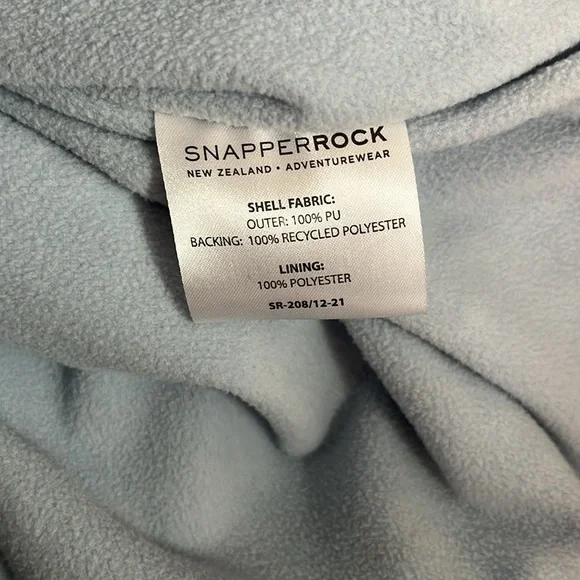 SNAPPERROCK
NEW ZEALAND • ADVENTUREWEAR
SHELL FABRIC:
OUTER: 100% PU
BACKING: 100% RECYCLED POLYESTER
LINING:
100% POLYESTER
SR-208/12-21